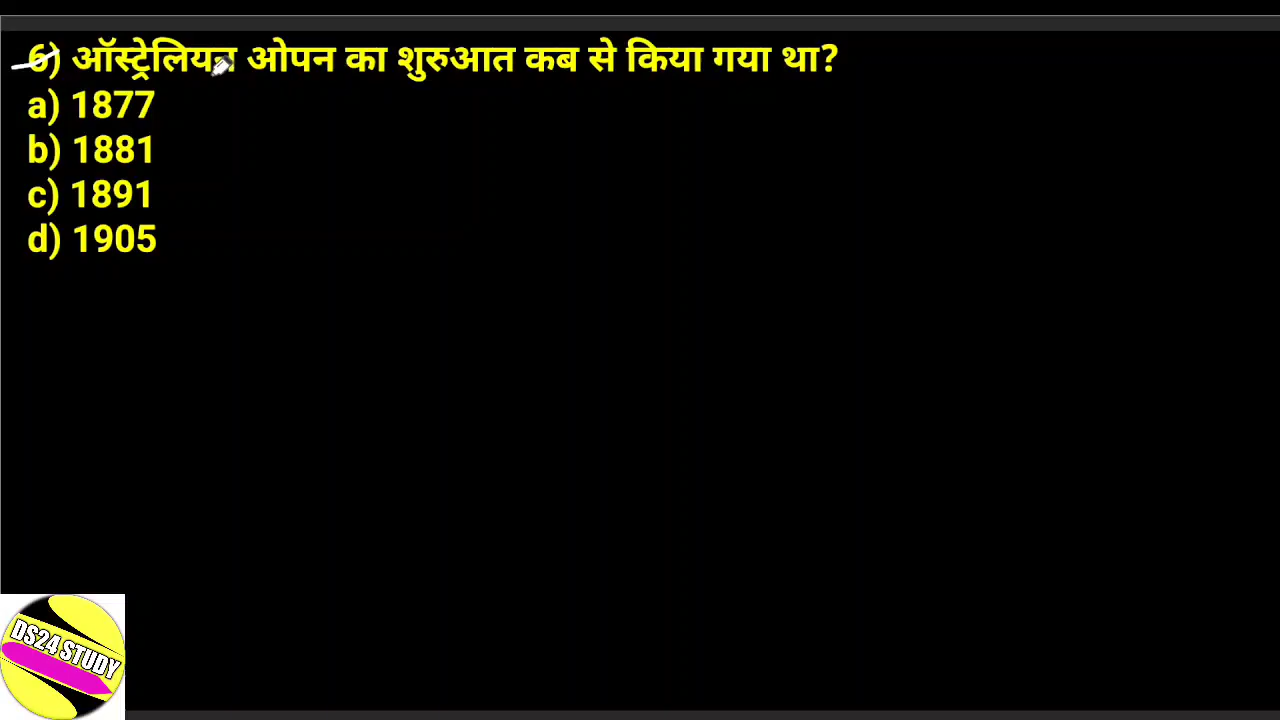 6) ऑस्ट्रेलियन ओपन का शुरुआत कब से किया गया था?
a) 1877
b) 1881
c) 1891
d) 1905
DS24 STUDY